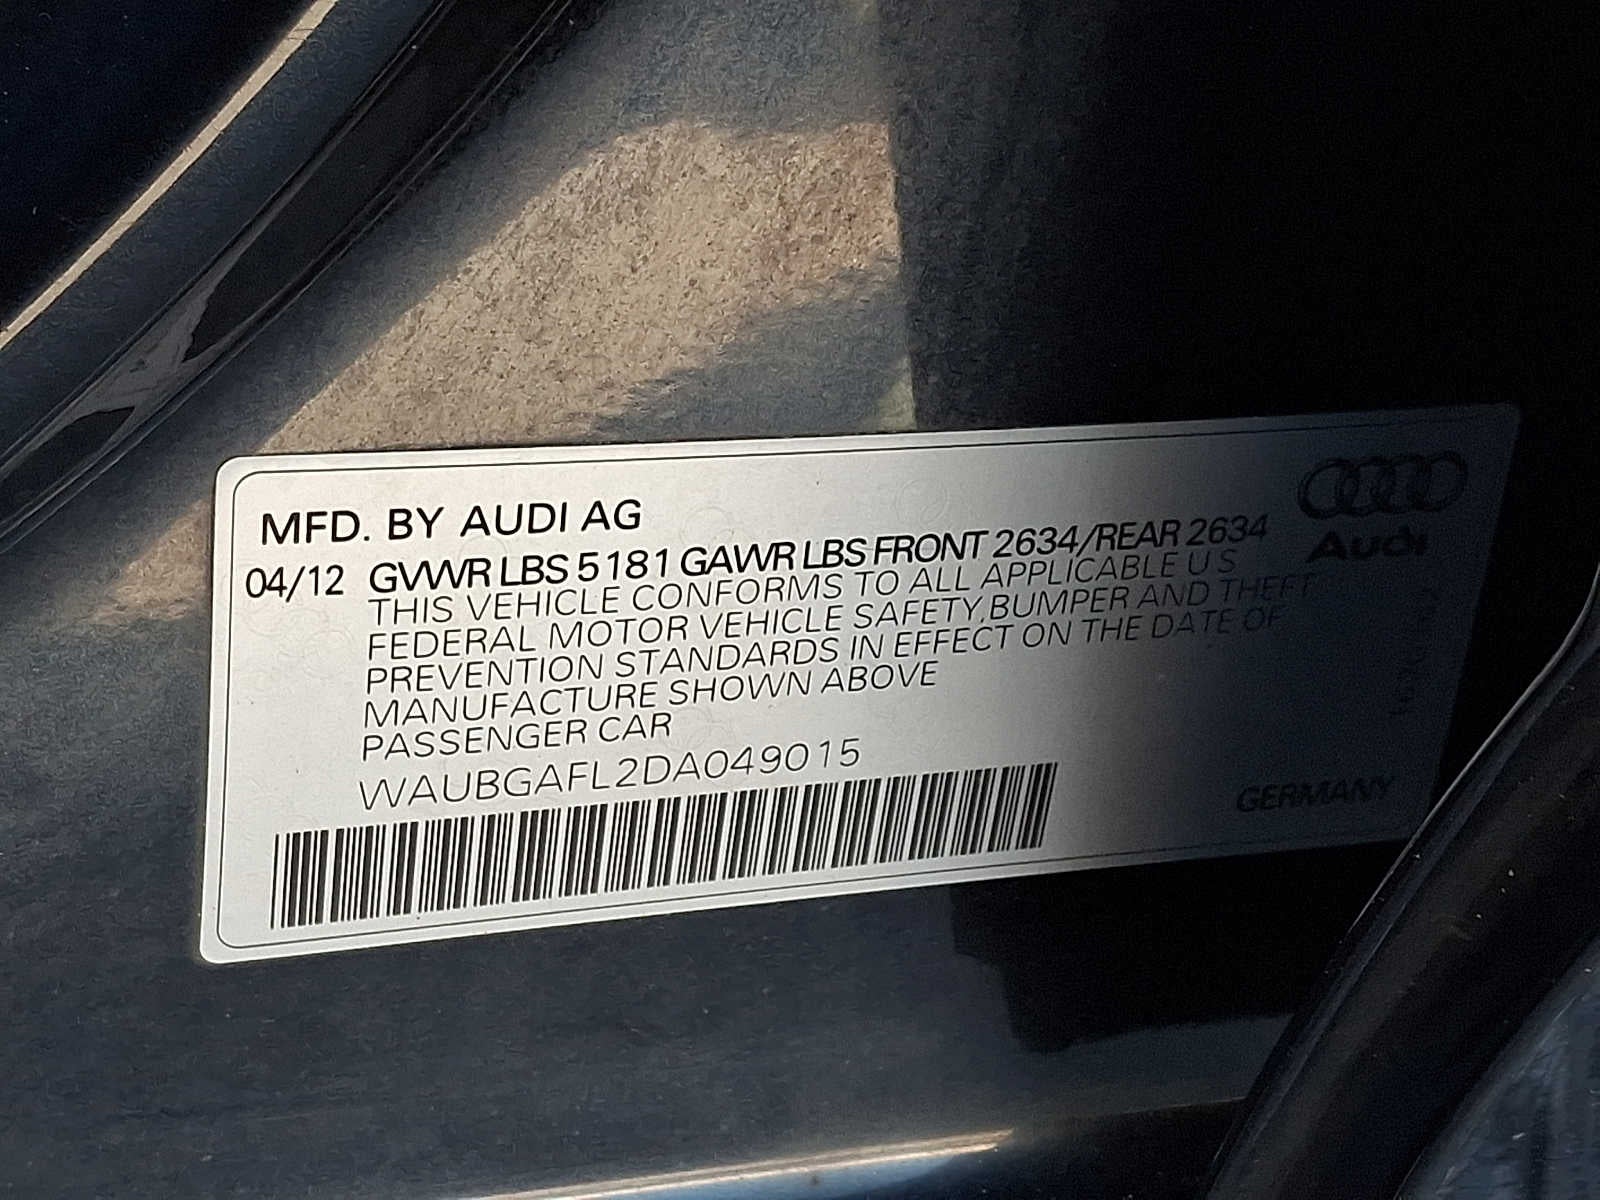 MFD. BY AUDI AG
04/12 GVWR LBS 5181 GAWR LBS FRONT 2634/REAR 2634
THIS VEHICLE CONFORMS TO ALL APPLICABLE U S
FEDERAL MOTOR VEHICLE SAFETY,BUMPER AND THEFT
PREVENTION STANDARDS IN EFFECT ON THE DATE OF
MANUFACTURE SHOWN ABOVE
PASSENGER CAR
WAUBGAFL2DA049015
Audi
GERMANY